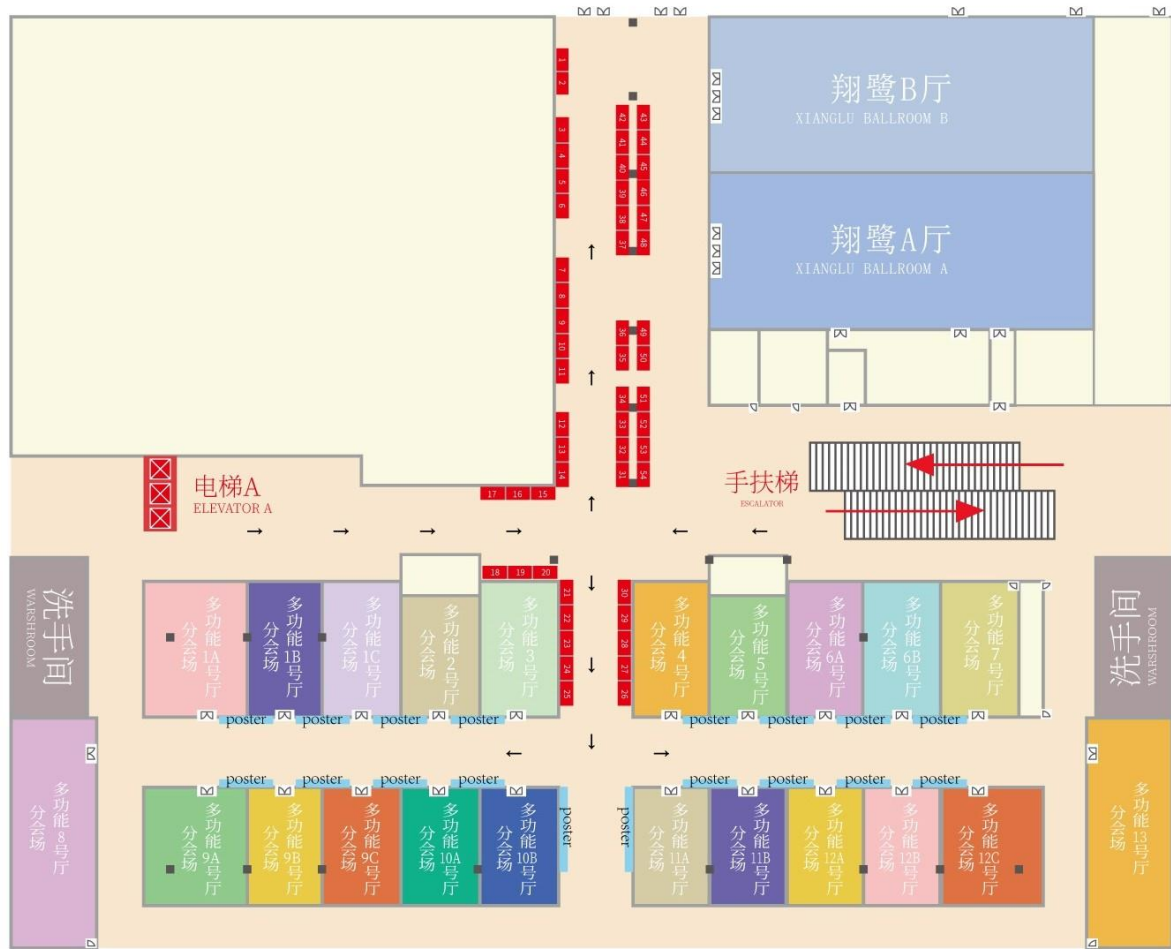 1
2
3
4
5
6
7
8
9
10
11
12
13
14
42
41
40
39
38
37
43
44
45
46
47
48
36
35
49
50
34
33
32
31
51
52
53
54
翔鹭B厅
XIANGLU BALLROOM B
翔鹭A厅
XIANGLU BALLROOM A
电梯A
ELEVATOR A
17 16 15
手扶梯
ESCALATOR
18 19 20
21
22
23
24
25
30
29
28
27
26
洗手间
WARSHROOM
多功能1A号厅
分会场
多功能1B号厅
分会场
多功能1C号厅
分会场
多功能2号厅
分会场
多功能3号厅
分会场
多功能4号厅
分会场
多功能5号厅
分会场
多功能6A号厅
分会场
多功能6B号厅
分会场
多功能7号厅
分会场
洗手间
WARSHROOM
poster poster poster poster
poster poster poster poster
poster poster poster poster
poster poster poster poster
多功能8号厅
分会场
多功能9A号厅
分会场
多功能9B号厅
分会场
多功能9C号厅
分会场
多功能10A号厅
分会场
多功能10B号厅
分会场
poster
poster
多功能11A号厅
分会场
多功能11B号厅
分会场
多功能12A号厅
分会场
多功能12B号厅
分会场
多功能12C号厅
分会场
多功能13号厅
分会场